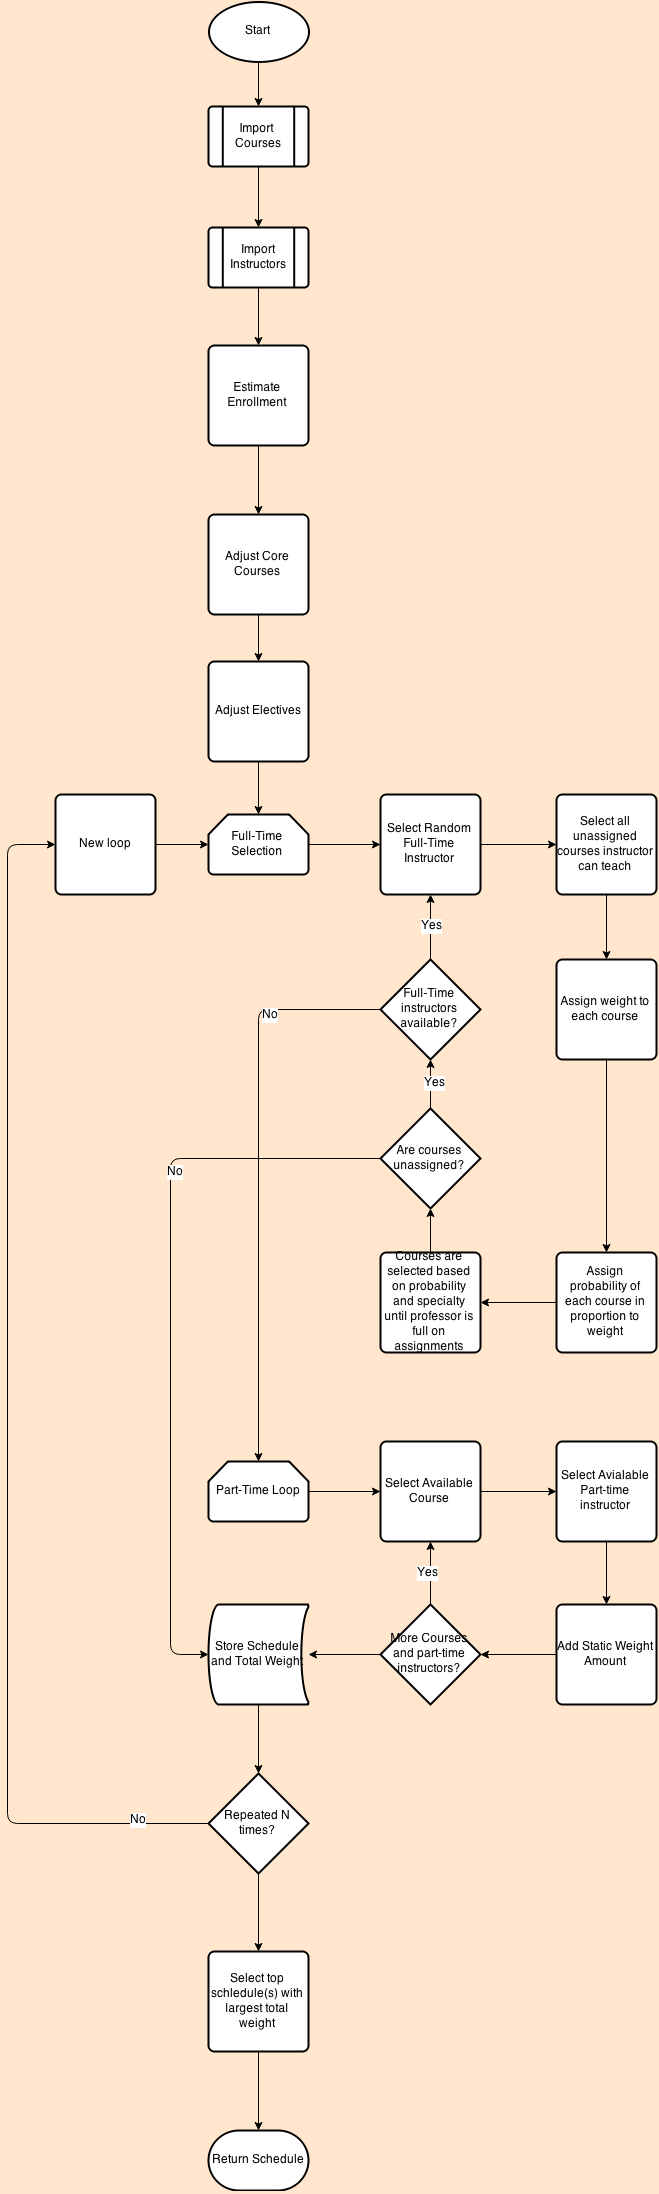 Start
Import
Courses
Import
Instructors
Estimate
Enrollment
Adjust Core
Courses
Adjust Electives
New loop
Full-Time
Selection
Select Random
Full-Time
Instructor
Select all
unassigned
courses instructor
can teach
Yes
Full-Time
instructors
available?
No
Assign weight to
each course
Yes
Are courses
unassigned?
No
Courses are
selected based
on probability
and specialty
until professor is
full on
assignments
Assign
probability of
each course in
proportion to
weight
Part-Time Loop
Select Available
Course
Select Avialable
Part-time
instructor
Yes
Store Schedule
and Total Weight
More Courses
and part-time
instructors?
Add Static Weight
Amount
No
Repeated N
times?
Select top
schledule(s) with
largest total
weight
Return Schedule